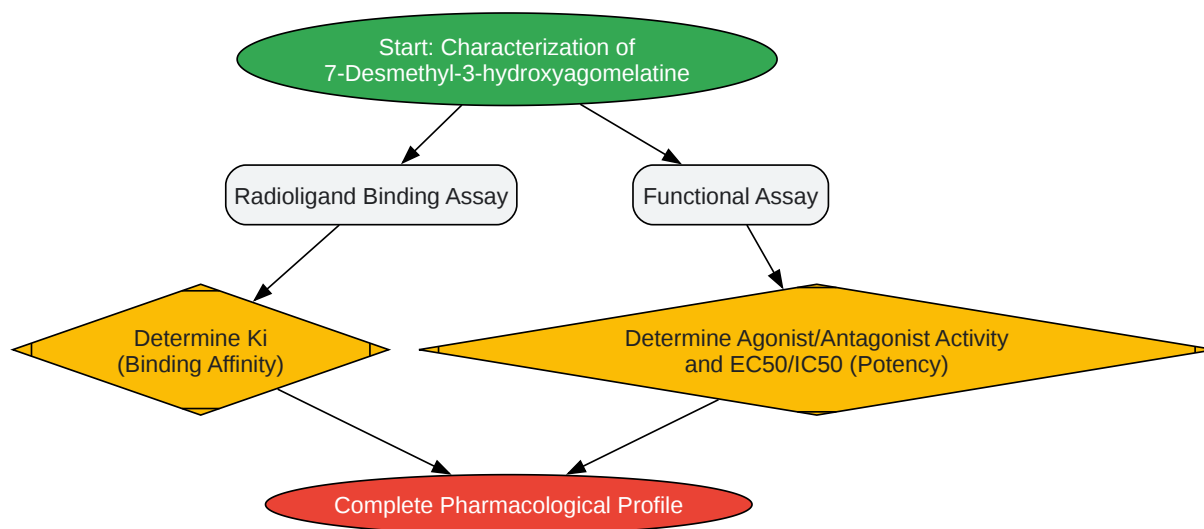 Start: Characterization of
7-Desmethyl-3-hydroxyagomelatine
Radioligand Binding Assay
Functional Assay
Determine Ki
(Binding Affinity)
Determine Agonist/Antagonist Activity
and EC50/IC50 (Potency)
Complete Pharmacological Profile